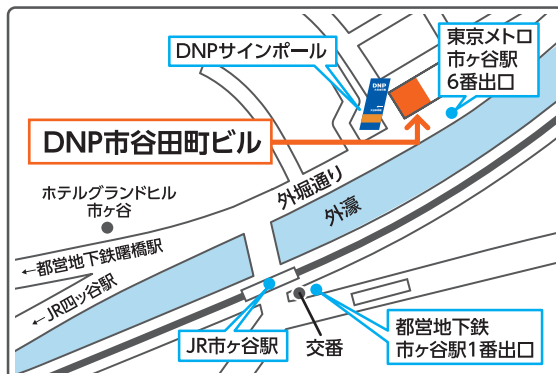 DNPサインポール
東京メトロ
市ヶ谷駅
6番出口
DNP
DNP市谷田町ビル
外堀通り
外濠
ホテルグランドヒル
市ヶ谷
←都営地下鉄曙橋駅
←JR四ッ谷駅
JR市ヶ谷駅
交番
都営地下鉄
市ヶ谷駅1番出口